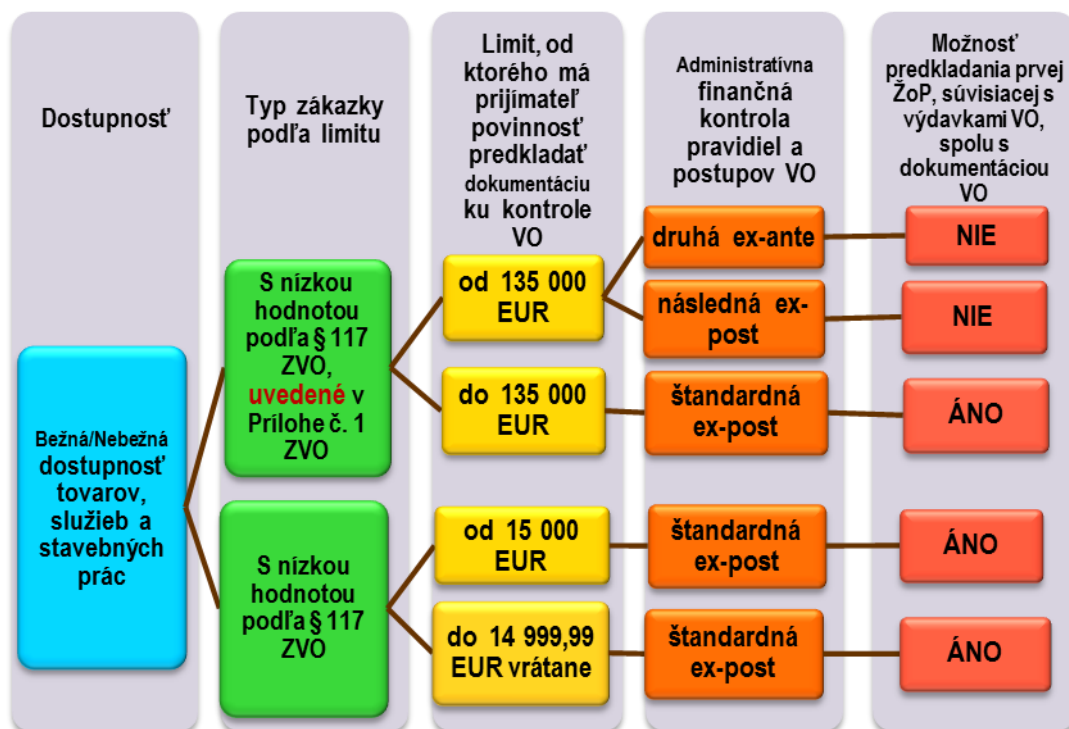 Dostupnosť
Typ zákazky
podľa limitu
Limit, od
ktorého má
prijímateľ
povinnosť
predkladať
dokumentáciu
ku kontrole
VO
Administratívna
finančná
kontrola
pravidiel a
postupov VO
Možnosť
predkladania prvej
ŽoP, súvisiacej s
výdavkami VO,
spolu s
dokumentáciou
VO
Bežná/Nebežná
dostupnosť
tovarov,
služieb a
stavebných
prác
S nízkou
hodnotou
podľa § 117
ZVO,
uvedené v
Prílohe č. 1
ZVO
od 135 000
EUR
druhá ex-ante
NIE
následná ex-
post
NIE
do 135 000
EUR
štandardná
ex-post
ÁNO
S nízkou
hodnotou
podľa § 117
ZVO
od 15 000
EUR
štandardná
ex-post
ÁNO
do 14 999,99
EUR vrátane
štandardná
ex-post
ÁNO